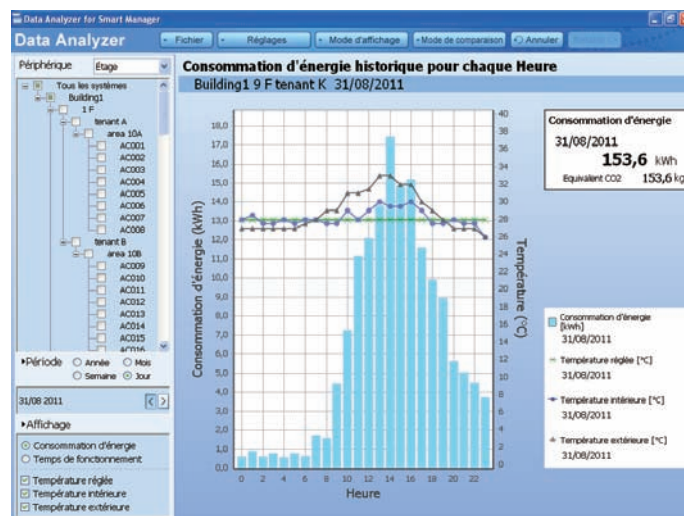 Data Analyzer for Smart Manager
Data Analyzer
Fichier
Réglages
Mode d'affichage
Mode de comparaison
Annuler
Périphérique
Étage
Tous les systèmes
Building1
1 F
tenant A
area 10A
AC001
AC002
AC003
AC004
AC005
AC006
AC007
AC008
tenant B
area 10B
AC009
AC010
AC011
AC012
AC013
AC014
AC015
AC016
Période
Année
Mois
Semaine
Jour
31/08 2011
Affichage
Consommation d'énergie
Temps de fonctionnement
Température réglée
Température intérieure
Température extérieure
Consommation d'énergie historique pour chaque Heure
Building1 9 F tenant K 31/08/2011
Consommation d'énergie (kWh)
18,0
17,0
16,0
15,0
14,0
13,0
12,0
11,0
10,0
9,0
8,0
7,0
6,0
5,0
4,0
3,0
2,0
1,0
0,0
0 2 4 6 8 10 12 14 16 18 20 22
Heure
40
38
36
34
32
30
28
26
24
22
20
18
16
14
12
10
8
6
4
2
0
Température (°C)
Consommation d'énergie
31/08/2011
153,6 kWh
Equivalent CO2 153,6 kg
Consommation d'énergie
[kWh]
31/08/2011
Température réglée [°C]
31/08/2011
Température intérieure [°C]
31/08/2011
Température extérieure [°C]
31/08/2011